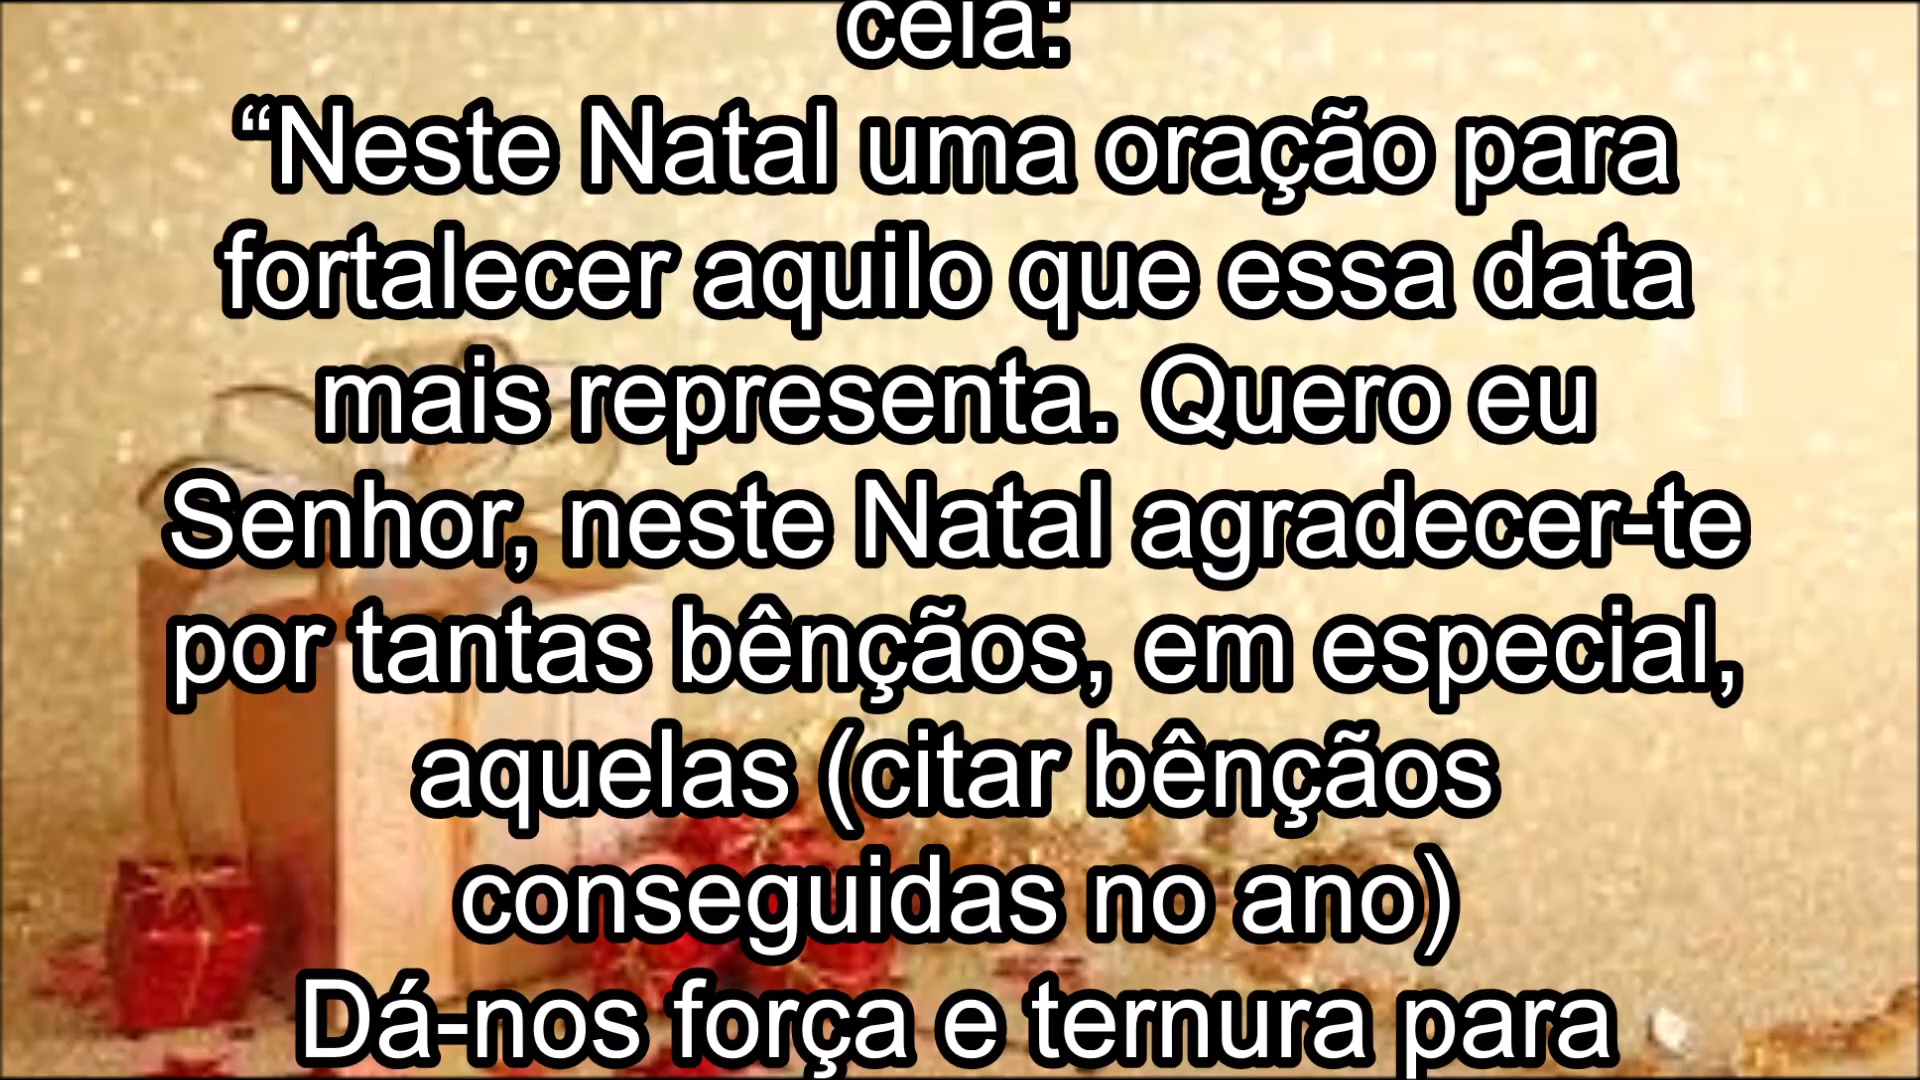 ceia:
“Neste Natal uma oração para
fortalecer aquilo que essa data
mais representa. Quero eu
Senhor, neste Natal agradecer-te
por tantas bênçãos, em especial,
aquelas (citar bênçãos
conseguidas no ano)
Dá-nos força e ternura para